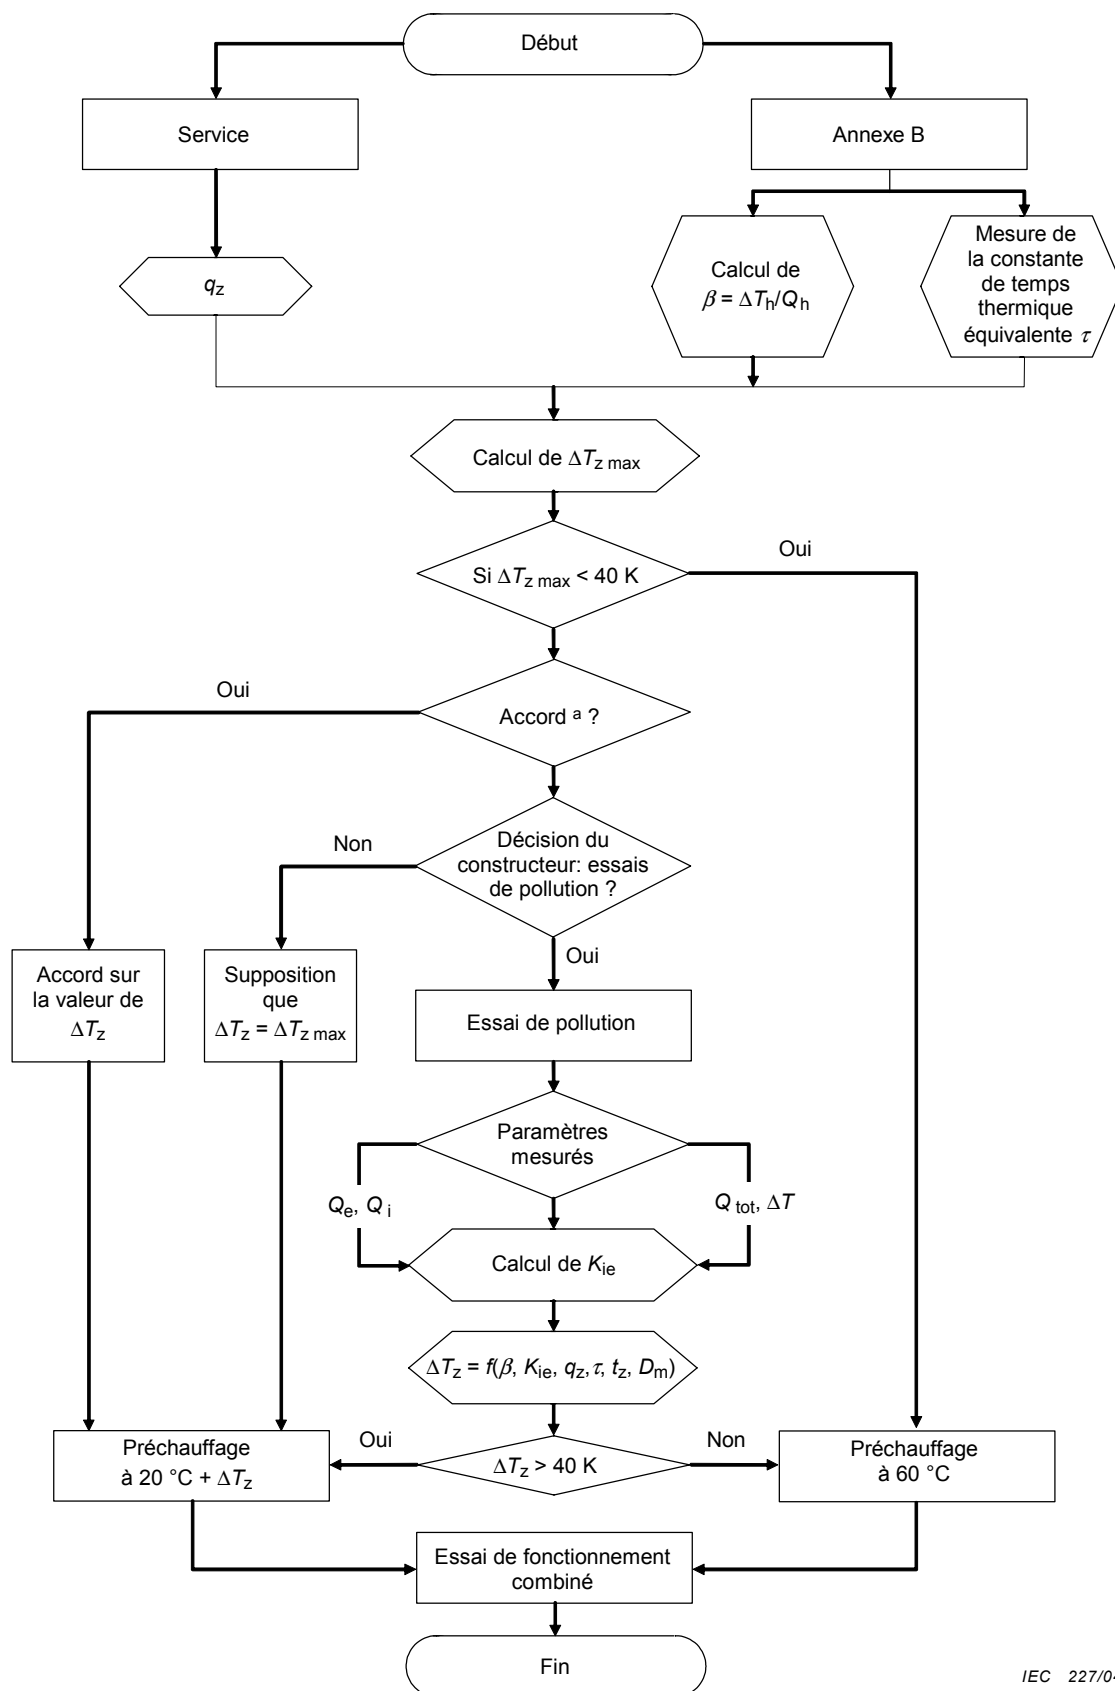 Début
Service
Annexe B
qz
Calcul de
β = ΔTh/Qh
Mesure de
la constante
de temps
thermique
équivalente τ
Calcul de ΔTz max
Si ΔTz max < 40 K
Oui
Accord a ?
Oui
Décision du
constructeur: essais
de pollution ?
Non
Oui
Accord sur
la valeur de
ΔTz
Supposition
que
ΔTz = ΔTz max
Essai de pollution
Paramètres
mesurés
Qe, Q i
Q tot, ΔT
Calcul de Kie
ΔTz = f(β, Kie, qz, τ, tz, Dm)
ΔTz > 40 K
Oui
Non
Préchauffage
à 20 °C + ΔTz
Préchauffage
à 60 °C
Essai de fonctionnement
combiné
Fin
IEC 227/04